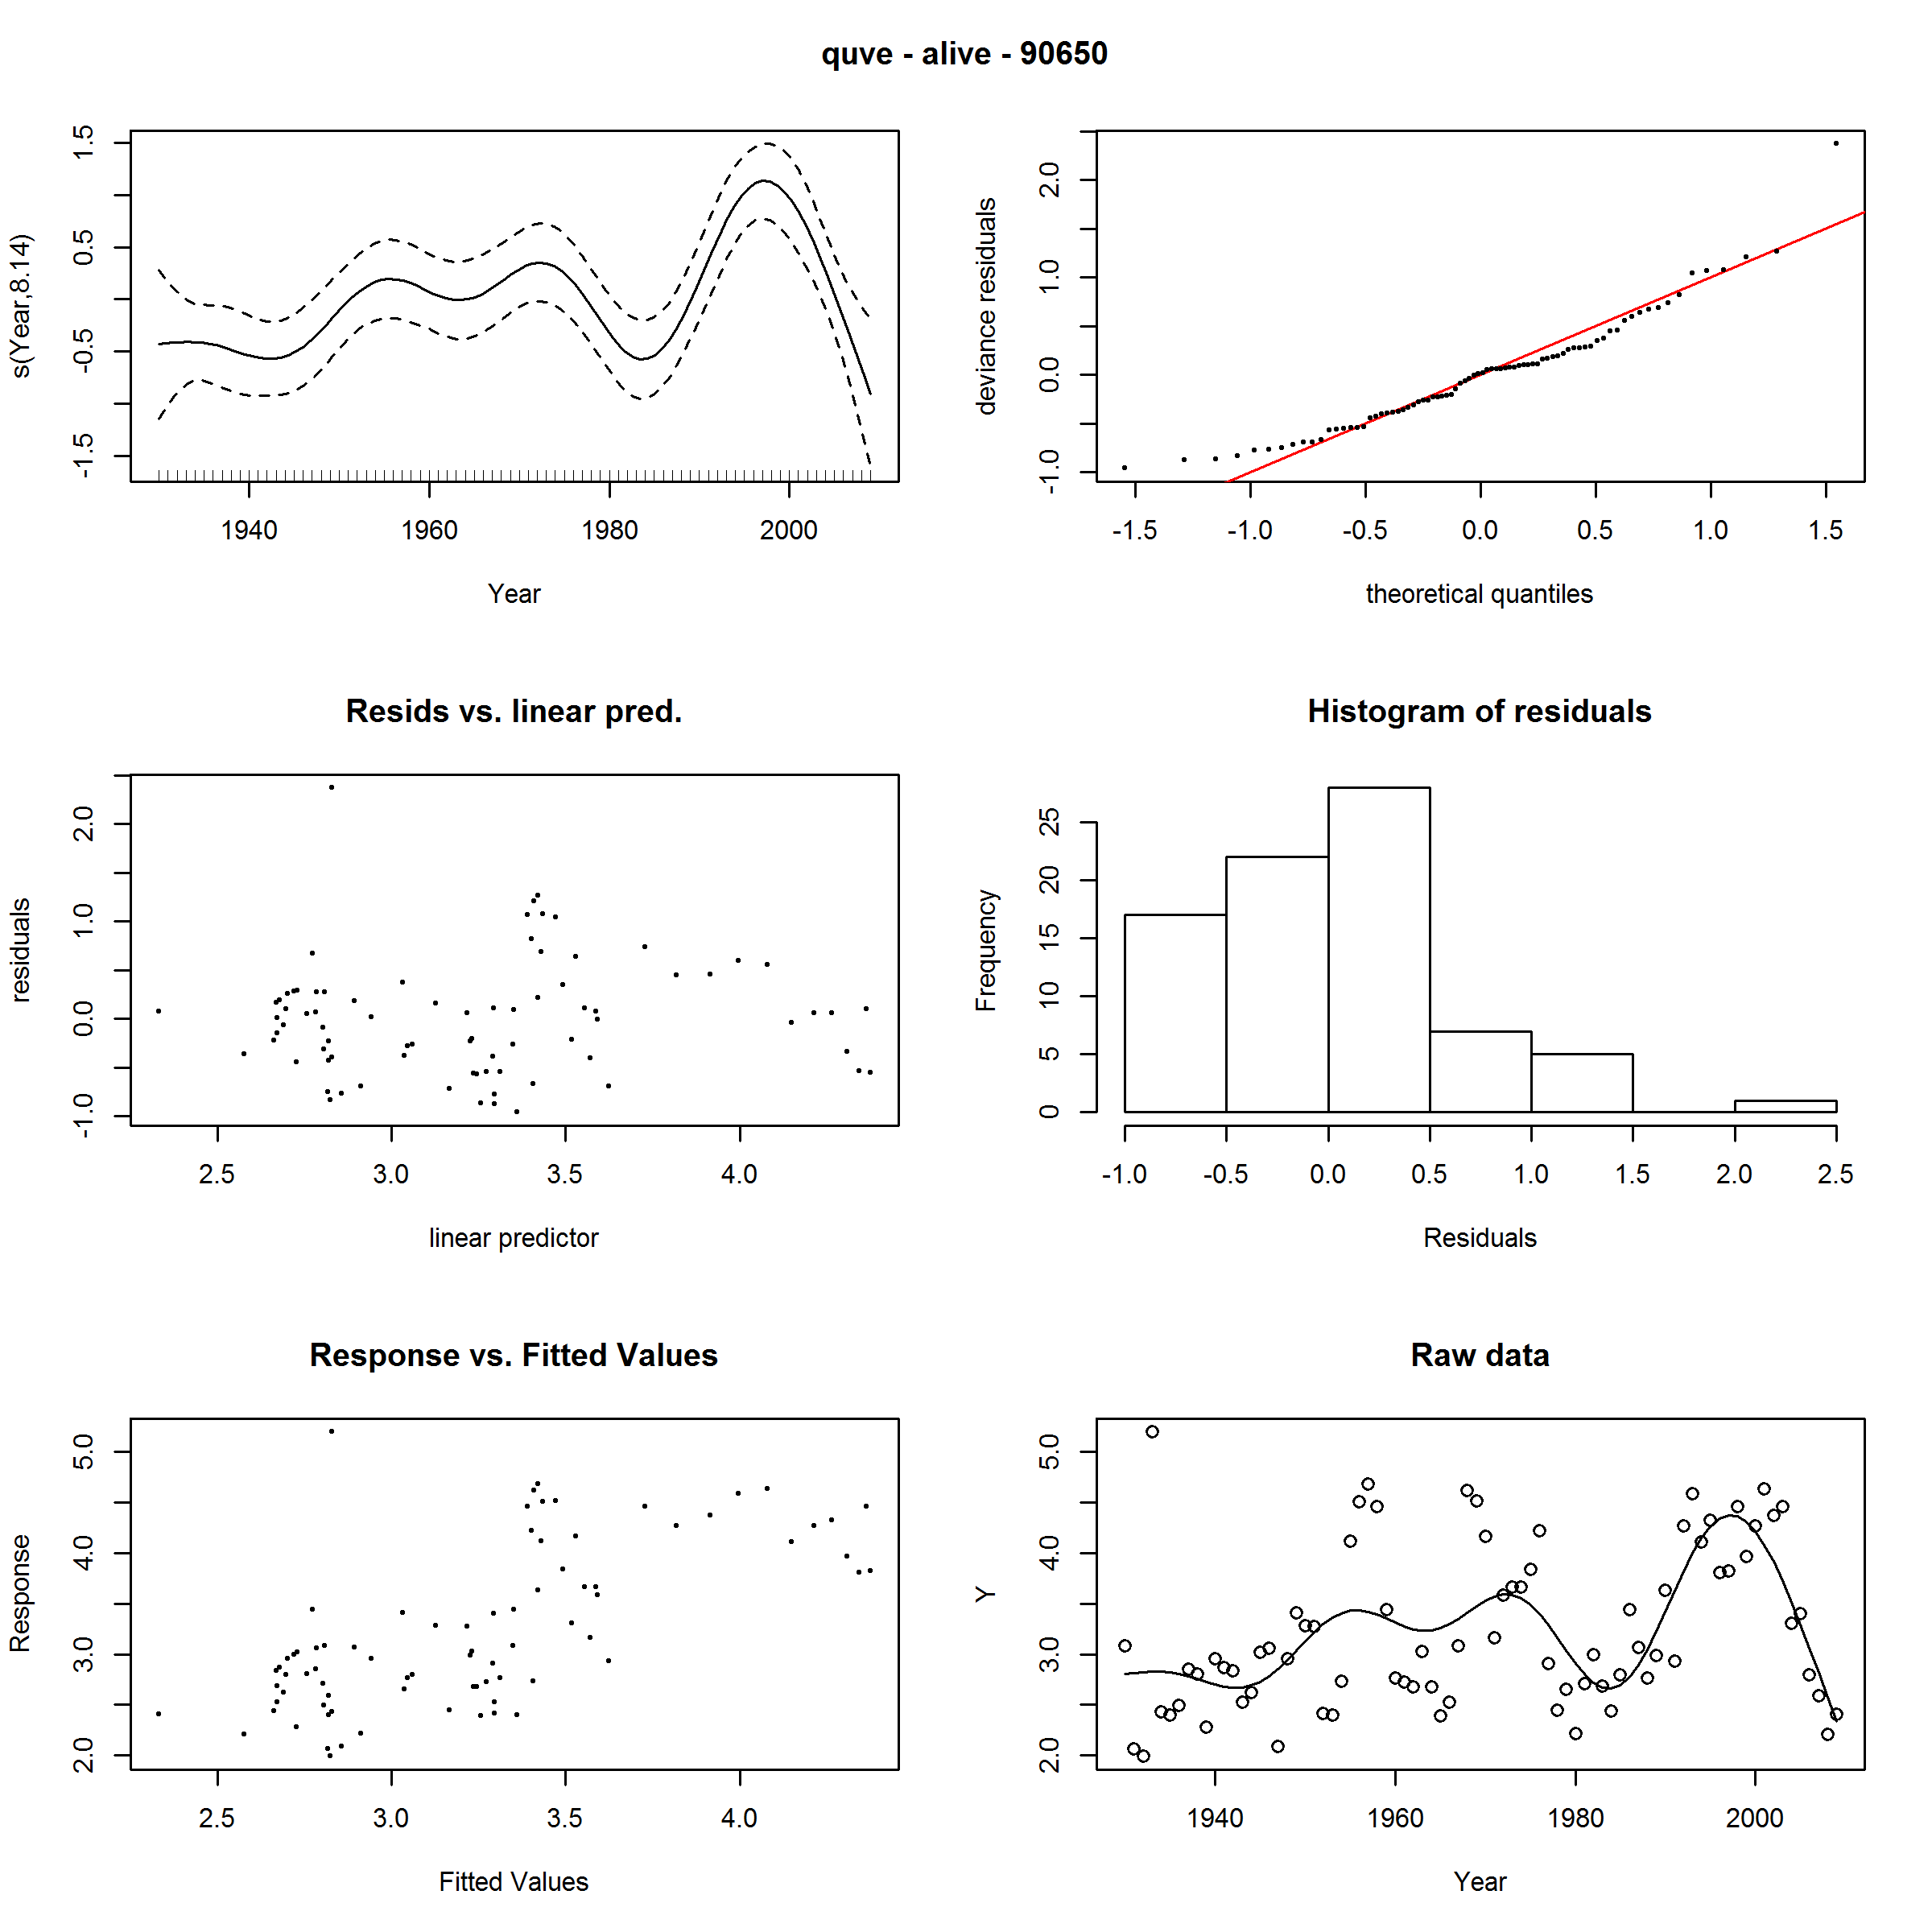 quve - alive - 90650
s(Year,8.14)
1.5
0.5
-0.5
-1.5
1940 1960 1980 2000
Year
deviance residuals
2.0
1.0
0.0
-1.0
-1.5 -1.0 -0.5 0.0 0.5 1.0 1.5
theoretical quantiles
Resids vs. linear pred.
residuals
2.0
1.0
0.0
-1.0
2.5 3.0 3.5 4.0
linear predictor
Histogram of residuals
Frequency
25
20
15
10
5
0
-1.0 -0.5 0.0 0.5 1.0 1.5 2.0 2.5
Residuals
Response vs. Fitted Values
Response
5.0
4.0
3.0
2.0
2.5 3.0 3.5 4.0
Fitted Values
Raw data
Y
5.0
4.0
3.0
2.0
1940 1960 1980 2000
Year